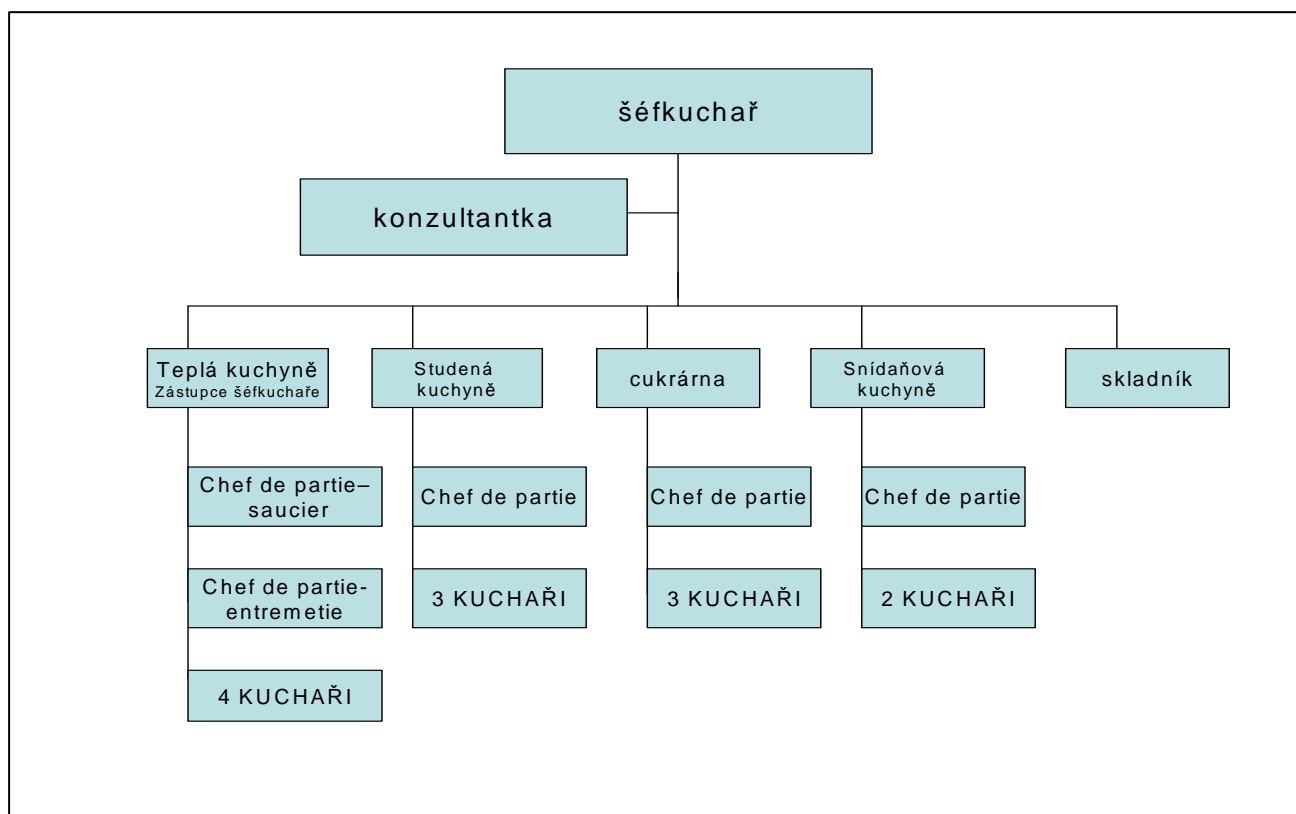 šéfkuchař
konzultantka
Teplá kuchyně
Zástupce šéfkuchaře
Studená
kuchyně
cukrárna
Snídaňová
kuchyně
skladník
Chef de partie–
saucier
Chef de partie
Chef de partie
Chef de partie
Chef de partie-
entremetie
3 KUCHAŘI
3 KUCHAŘI
2 KUCHAŘI
4 KUCHAŘI